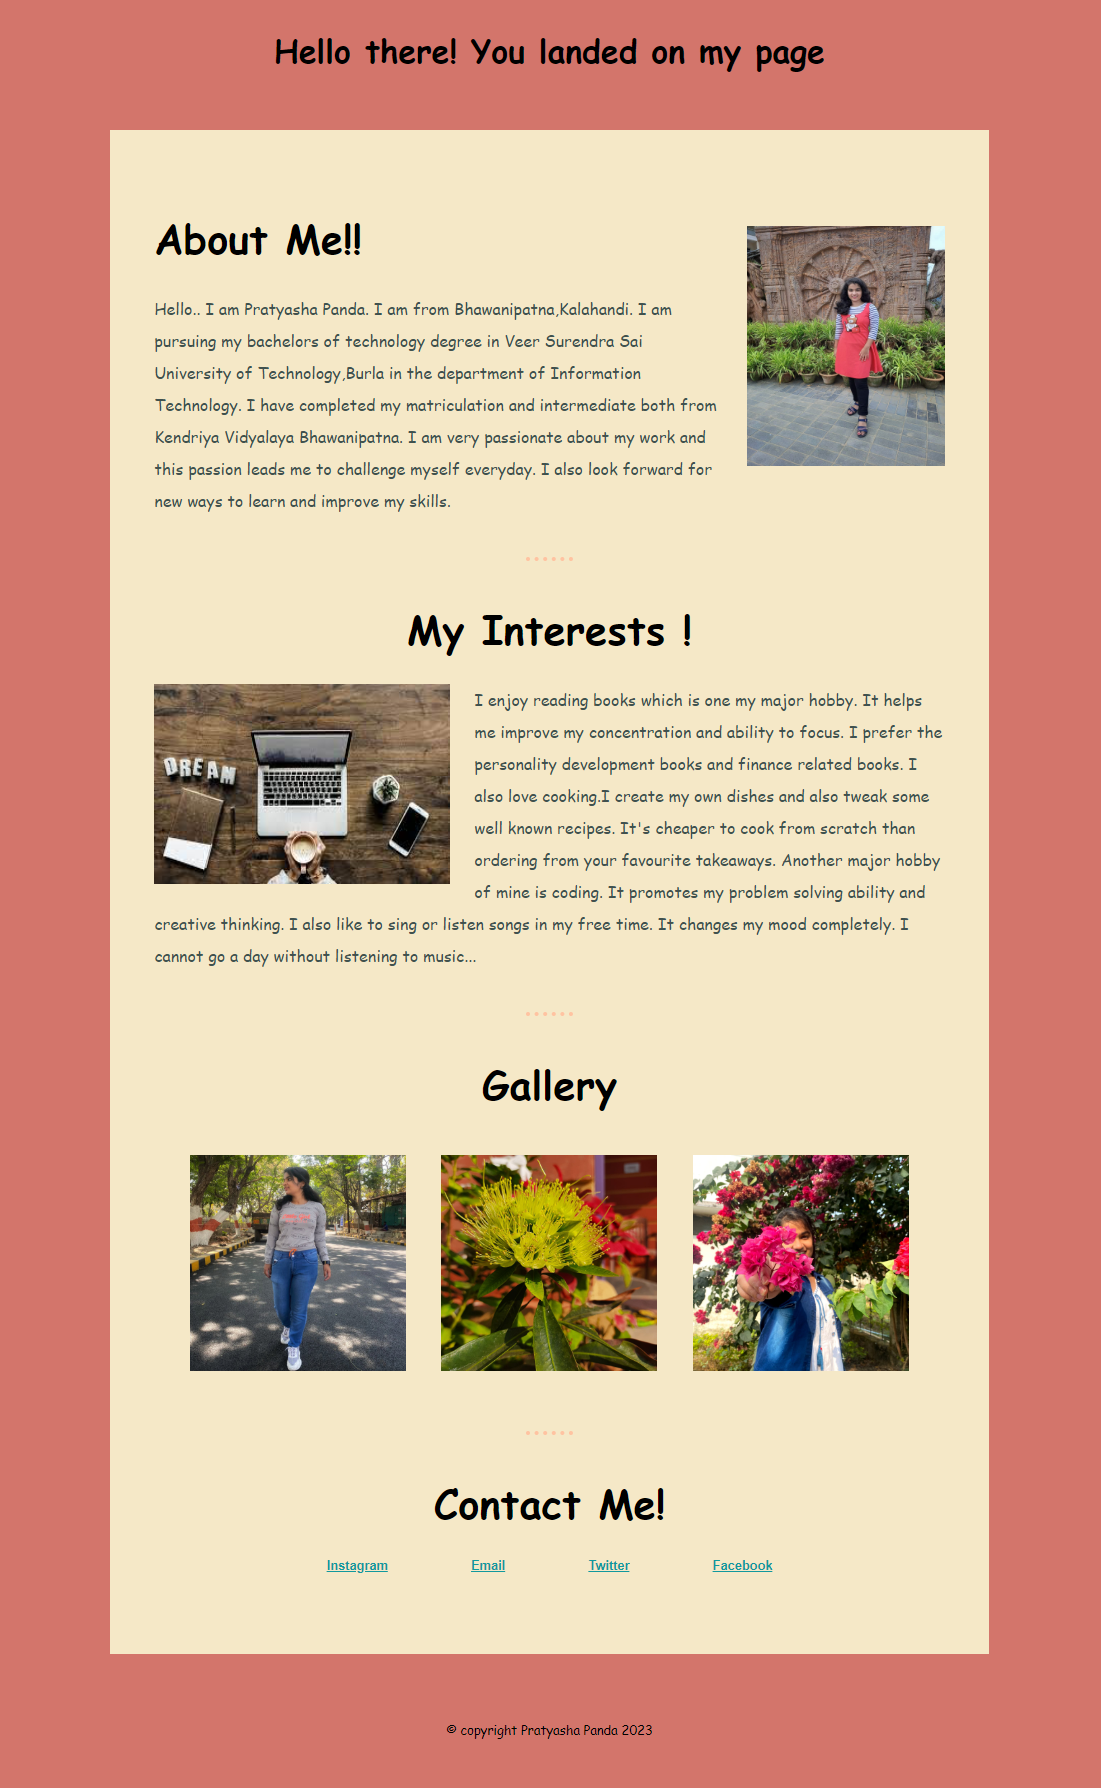 Hello there! You landed on my page
About Me!!
Hello.. I am Pratyasha Panda. I am from Bhawanipatna,Kalahandi. I am
pursuing my bachelors of technology degree in Veer Surendra Sai
University of Technology,Burla in the department of Information
Technology. I have completed my matriculation and intermediate both from
Kendriya Vidyalaya Bhawanipatna. I am very passionate about my work and
this passion leads me to challenge myself everyday. I also look forward for
new ways to learn and improve my skills.
My Interests !
DREAM
I enjoy reading books which is one my major hobby. It helps
me improve my concentration and ability to focus. I prefer the
personality development books and finance related books. I
also love cooking.I create my own dishes and also tweak some
well known recipes. It's cheaper to cook from scratch than
ordering from your favourite takeaways. Another major hobby
of mine is coding. It promotes my problem solving ability and
creative thinking. I also like to sing or listen songs in my free time. It changes my mood completely. I
cannot go a day without listening to music...
Gallery
Contact Me!
Instagram Email Twitter Facebook
© copyright Pratyasha Panda 2023